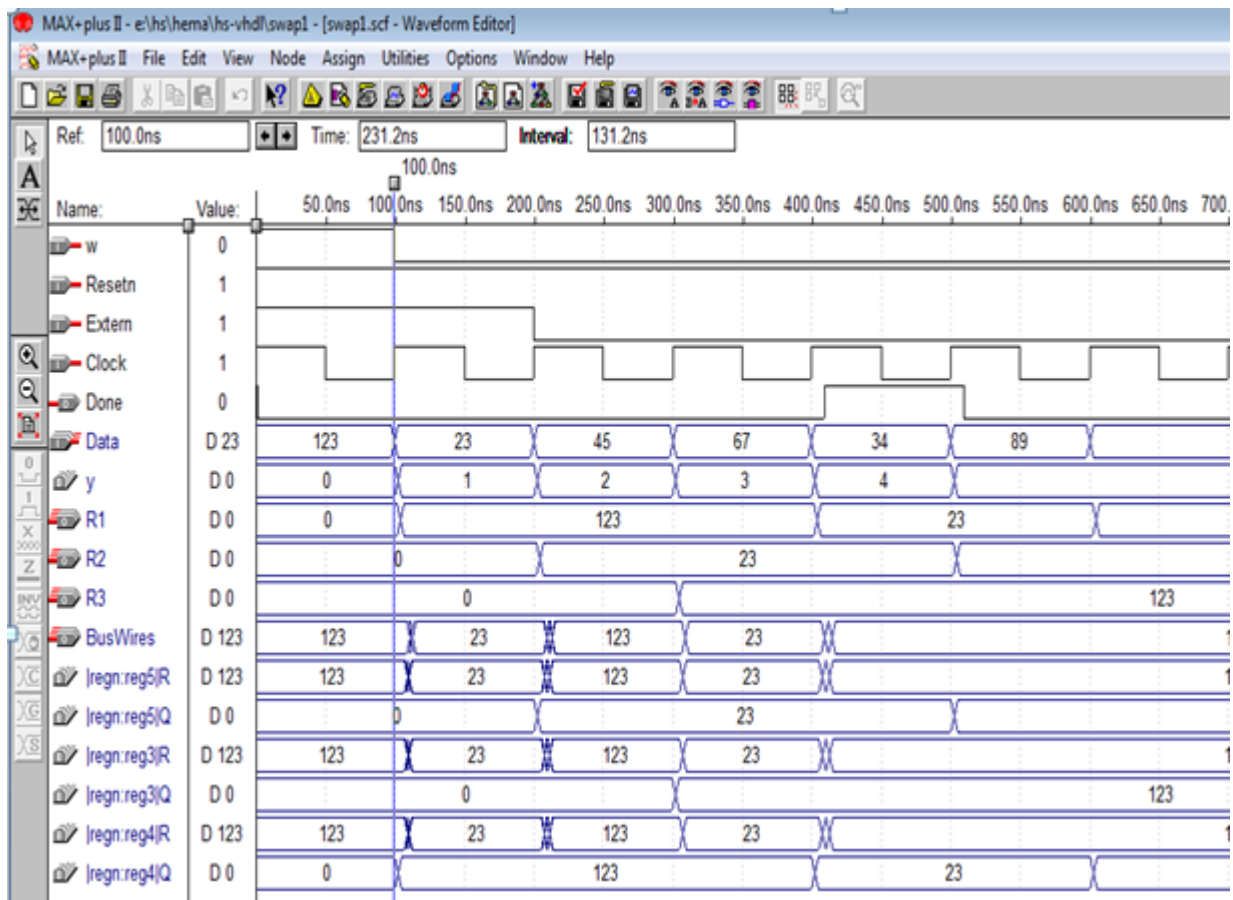 MAX+plus II - e:\hs\hema\hs-vhdl\swap1 - [swap1.scf - Waveform Editor]
MAX+plus II File Edit View Node Assign Utilities Options Window Help
Ref: 100.0ns Time: 231.2ns Interval: 131.2ns
100.0ns
Name: Value: 50.0ns 100.0ns 150.0ns 200.0ns 250.0ns 300.0ns 350.0ns 400.0ns 450.0ns 500.0ns 550.0ns 600.0ns 650.0ns 700.
w 0
Resetn 1
Extern 1
Clock 1
Done 0
Data D 23 123 23 45 67 34 89
y D 0 0 1 2 3 4
R1 D 0 0 123 23
R2 D 0 0 23
R3 D 0 0 123
BusWires D 123 123 23 123 23 1
|regn:reg5|R D 123 123 23 123 23 1
|regn:reg5|Q D 0 0 23
|regn:reg3|R D 123 123 23 123 23 1
|regn:reg3|Q D 0 0 123
|regn:reg4|R D 123 123 23 123 23 1
|regn:reg4|Q D 0 0 123 23